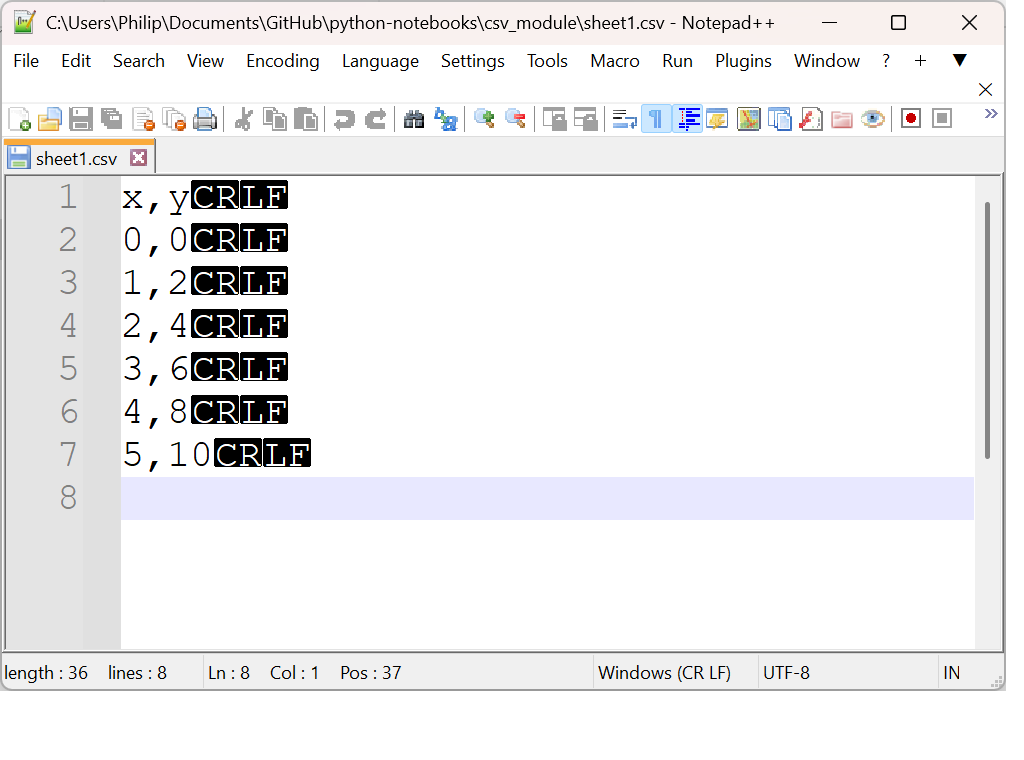 C:\Users\Philip\Documents\GitHub\python-notebooks\csv_module\sheet1.csv - Notepad++
File Edit Search View Encoding Language Settings Tools Macro Run Plugins Window ? + ▼
sheet1.csv
1 x,yCRLF
2 0,0CRLF
3 1,2CRLF
4 2,4CRLF
5 3,6CRLF
6 4,8CRLF
7 5,10CRLF
8
length : 36 lines : 8 Ln : 8 Col : 1 Pos : 37 Windows (CR LF) UTF-8 IN